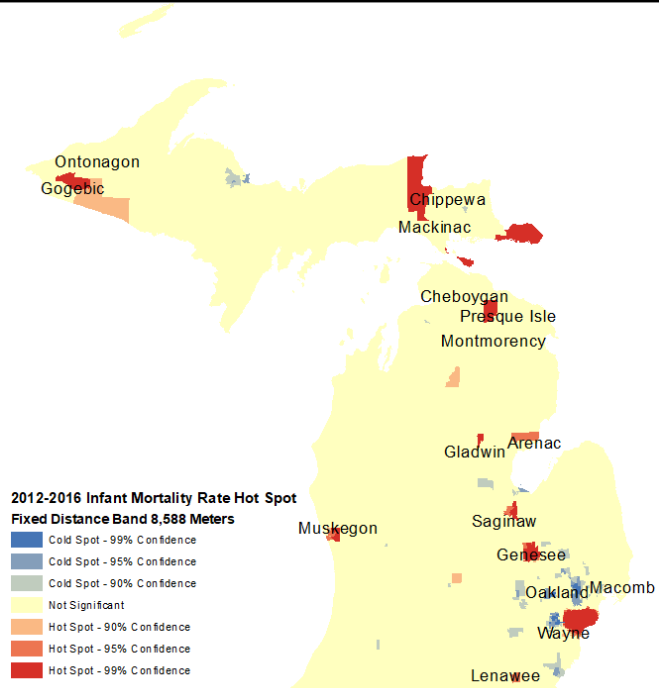 Ontonagon
Gogebic
Chippewa
Mackinac
Cheboygan
Presque Isle
Montmorency
Gladwin
Arenac
Saginaw
Muskegon
Genesee
Oakland
Macomb
Wayne
Lenawee
2012-2016 Infant Mortality Rate Hot Spot
Fixed Distance Band 8,588 Meters
Cold Spot - 99% Confidence
Cold Spot - 95% Confidence
Cold Spot - 90% Confidence
Not Significant
Hot Spot - 90% Confidence
Hot Spot - 95% Confidence
Hot Spot - 99% Confidence